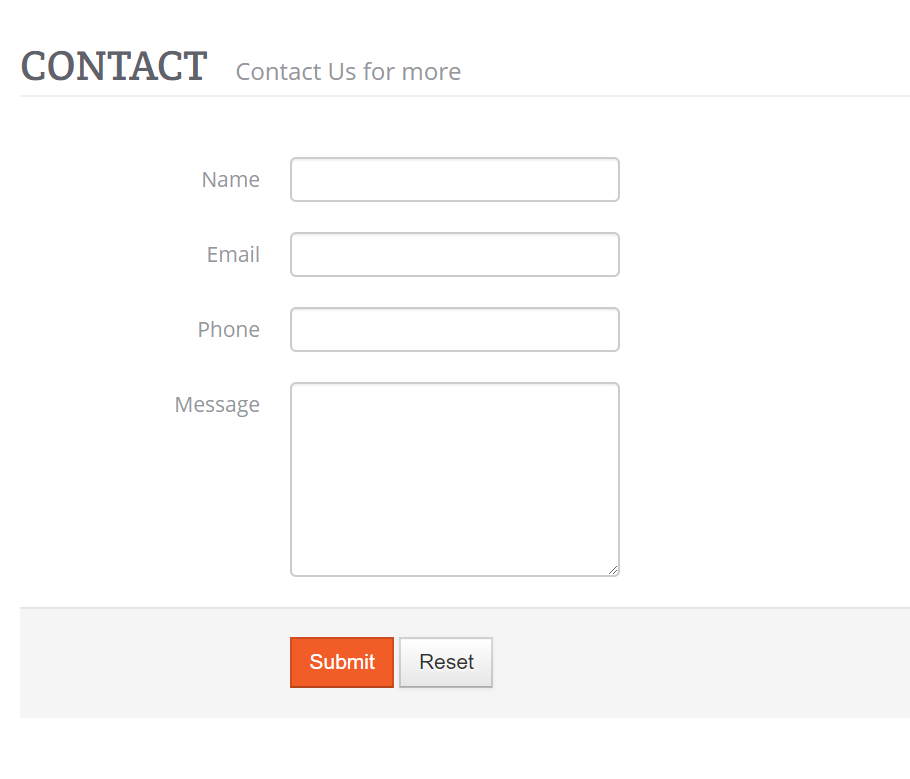 CONTACT Contact Us for more
Name
Email
Phone
Message
Submit Reset